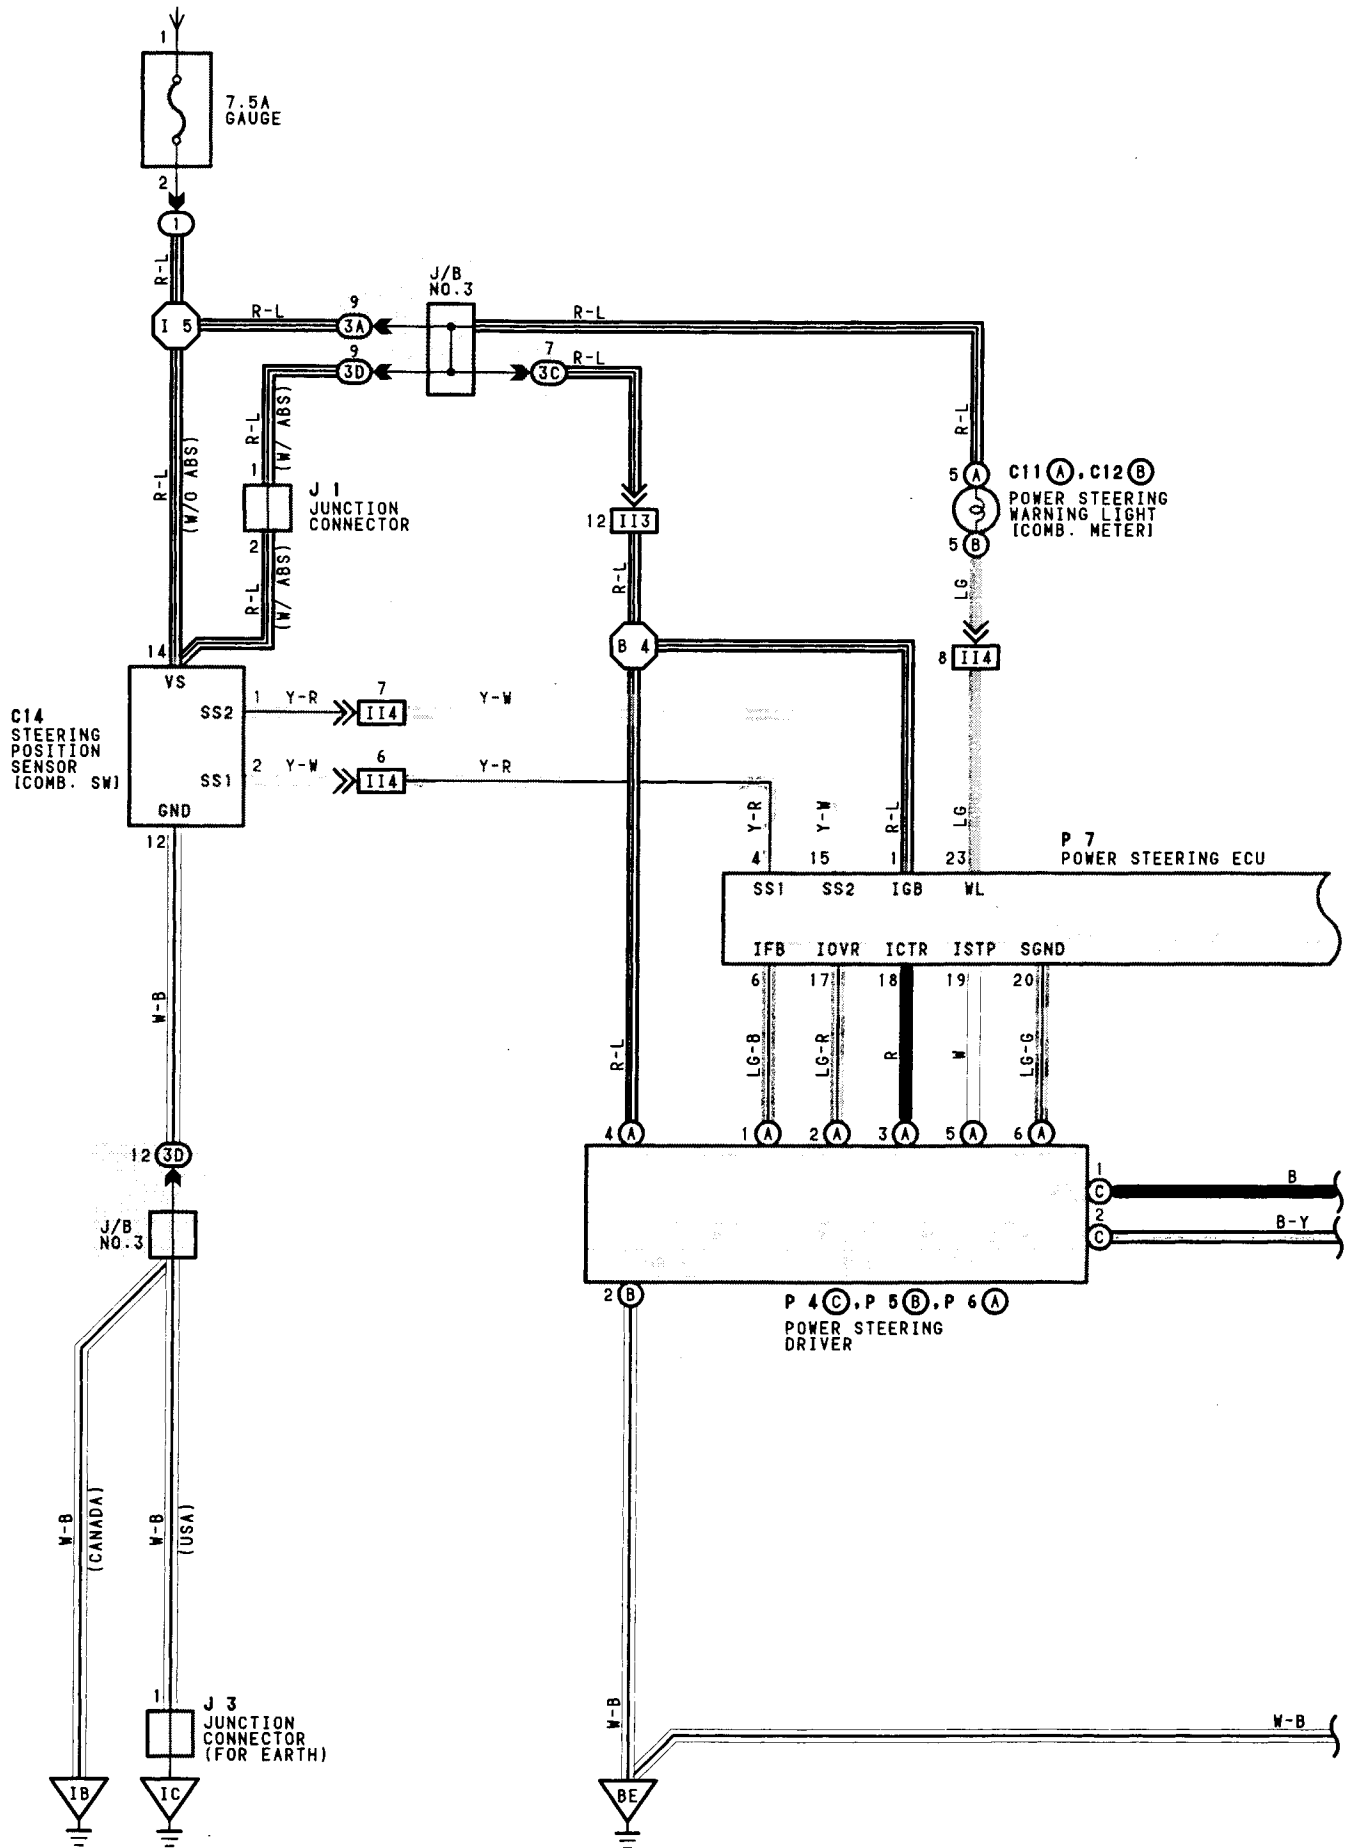 1
7.5A
GAUGE
2
1
R-L
J/B
NO.3
I 5
R-L
9
3A
R-L
9
3D
7
3C
R-L
R-L
(W/O ABS)
R-L
(W/ ABS)
1
J 1
JUNCTION
CONNECTOR
2
R-L
(W/ ABS)
12
II3
R-L
R-L
5
A
C11 A, C12 B
POWER STEERING
WARNING LIGHT
[COMB. METER]
5
B
LG
8
II4
B 4
14
VS
C14
STEERING
POSITION
SENSOR
[COMB. SW]
SS2
1
Y-R
7
II4
Y-W
SS1
2
Y-W
6
II4
Y-R
GND
12
Y-R
Y-W
R-L
LG
P 7
POWER STEERING ECU
4
15
1
23
SS1
SS2
IGB
WL
IFB
IOVR
ICTR
ISTP
SGND
6
17
18
19
20
W-B
R-L
LG-B
LG-R
R
W
LG-G
4
A
1
A
2
A
3
A
5
A
6
A
12
3D
1
C
B
2
C
B-Y
J/B
NO.3
2
B
P 4 C, P 5 B, P 6 A
POWER STEERING
DRIVER
W-B
(CANADA)
W-B
(USA)
1
J 3
JUNCTION
CONNECTOR
(FOR EARTH)
W-B
W-B
IB
IC
BE